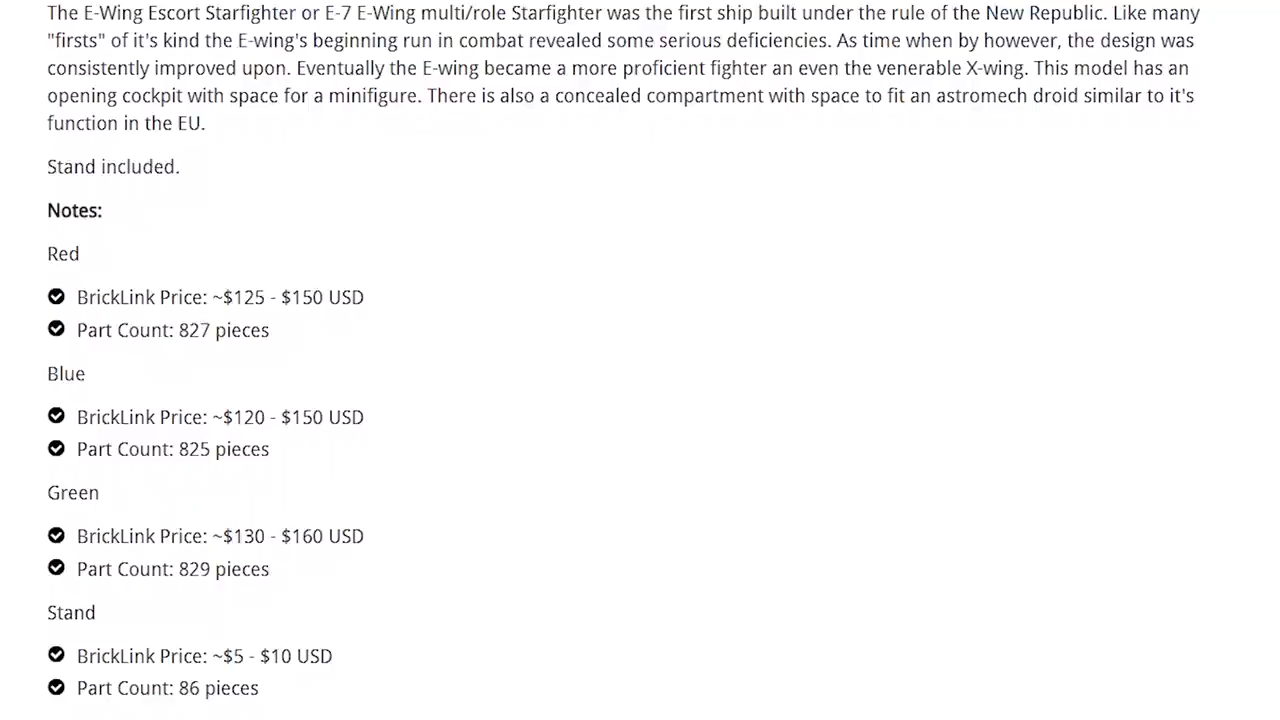 The E-Wing Escort Starfighter or E-7 E-Wing multi/role Starfighter was the first ship built under the rule of the New Republic. Like many
"firsts" of it's kind the E-wing's beginning run in combat revealed some serious deficiencies. As time when by however, the design was
consistently improved upon. Eventually the E-wing became a more proficient fighter an even the venerable X-wing. This model has an
opening cockpit with space for a minifigure. There is also a concealed compartment with space to fit an astromech droid similar to it's
function in the EU.
Stand included.
Notes:
Red
BrickLink Price: ~$125 - $150 USD
Part Count: 827 pieces
Blue
BrickLink Price: ~$120 - $150 USD
Part Count: 825 pieces
Green
BrickLink Price: ~$130 - $160 USD
Part Count: 829 pieces
Stand
BrickLink Price: ~$5 - $10 USD
Part Count: 86 pieces